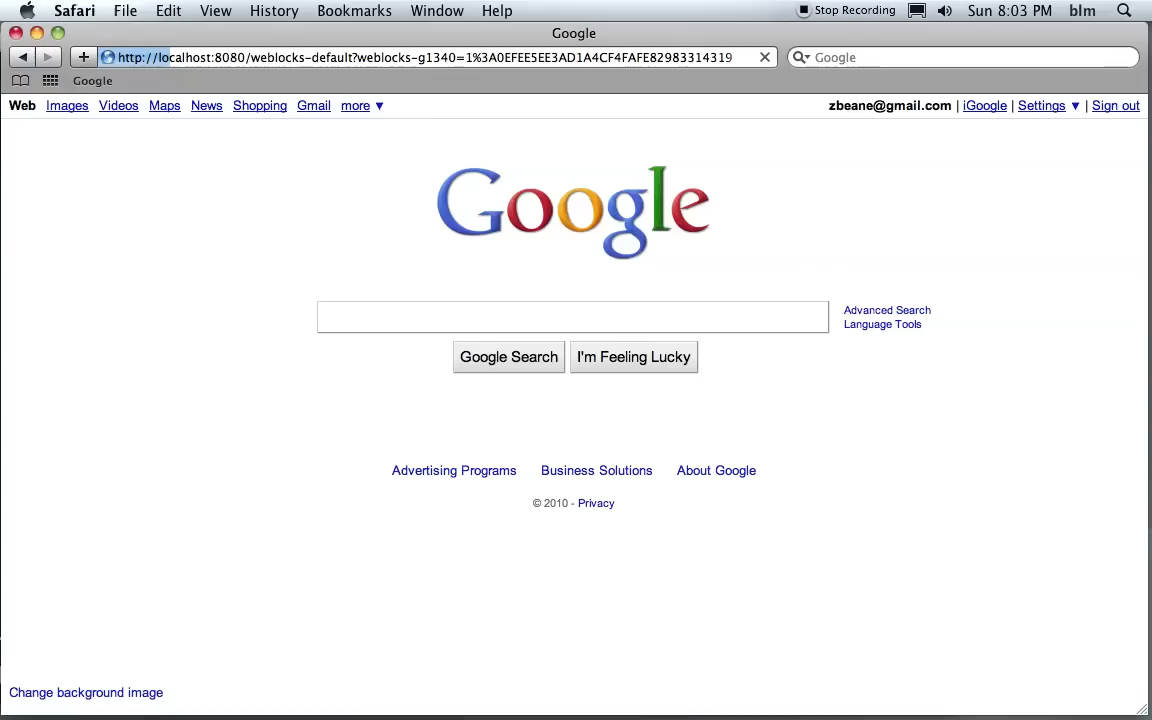 Safari File Edit View History Bookmarks Window Help Stop Recording Sun 8:03 PM blm
Google
http://localhost:8080/weblocks-default?weblocks-g1340=1%3A0EFEE5EE3AD1A4CF4FAFE82983314319 Google
Google
Web Images Videos Maps News Shopping Gmail more ▼ zbeane@gmail.com | iGoogle | Settings ▼ | Sign out
Google
Advanced Search
Language Tools
Google Search I'm Feeling Lucky
Advertising Programs Business Solutions About Google
© 2010 - Privacy
Change background image